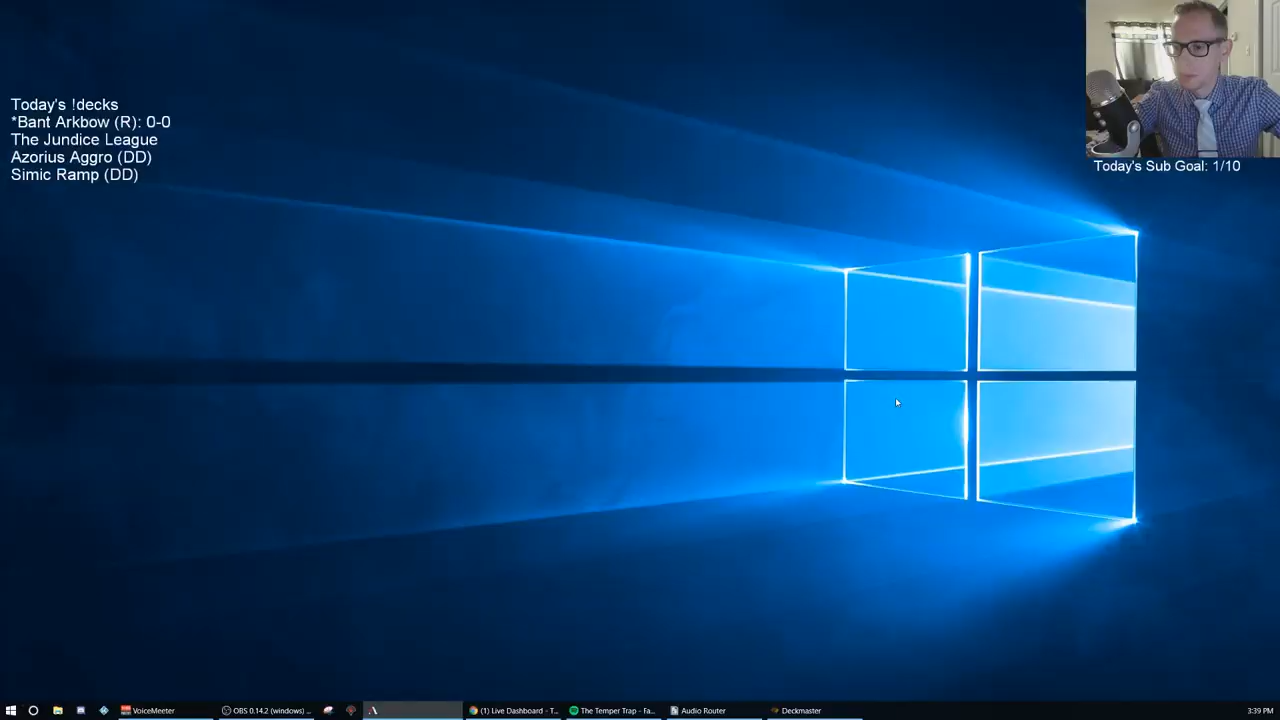 Today's !decks
*Bant Arkbow (R): 0-0
The Jundice League
Azorius Aggro (DD)
Simic Ramp (DD)
Today's Sub Goal: 1/10
VoiceMeeter
OBS 0.14.2 (windows) ...
(1) Live Dashboard - T...
The Temper Trap - Fa...
Audio Router
Deckmaster
3:39 PM